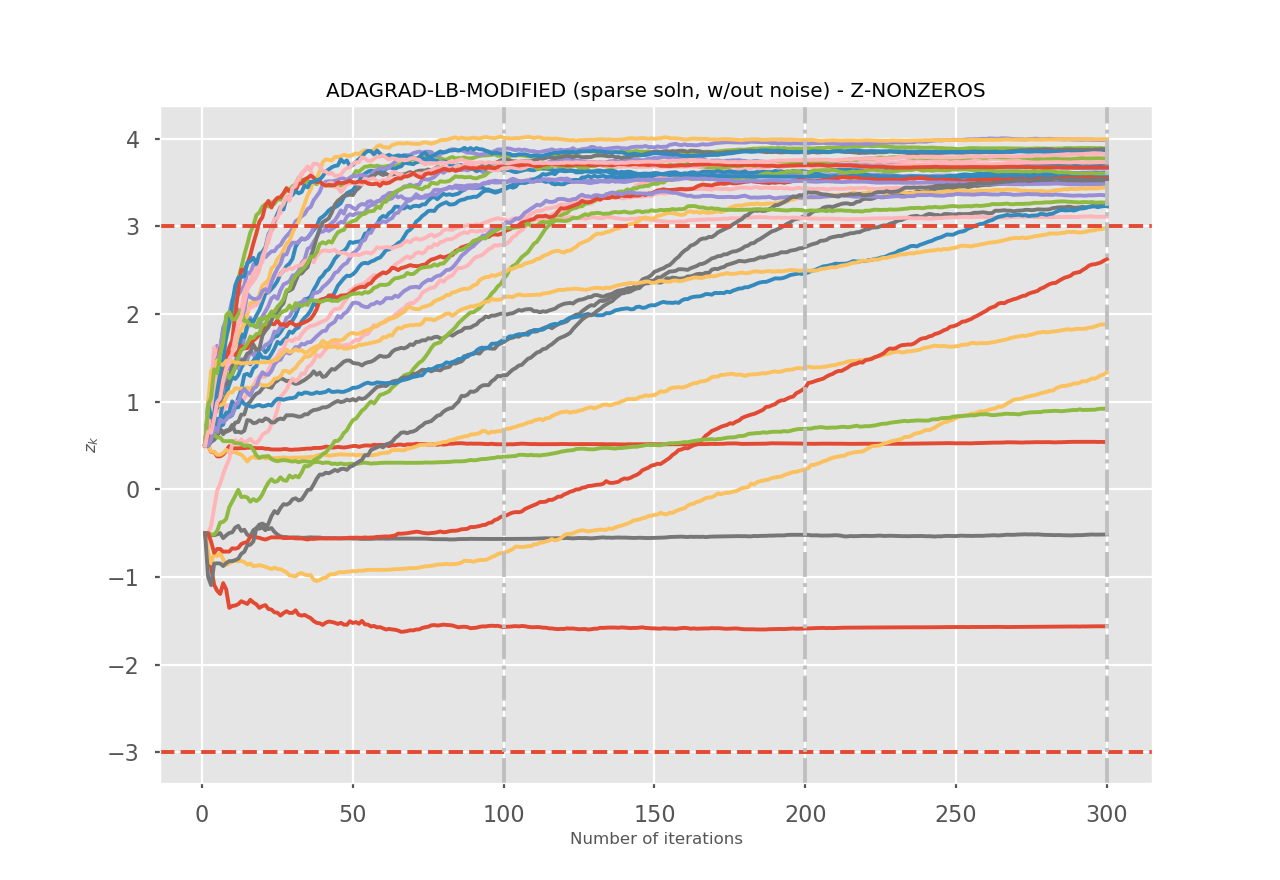 ADAGRAD-LB-MODIFIED (sparse soln, w/out noise) - Z-NONZEROS
4
3
2
1
0
−1
−2
−3
z_k
0 50 100 150 200 250 300
Number of iterations